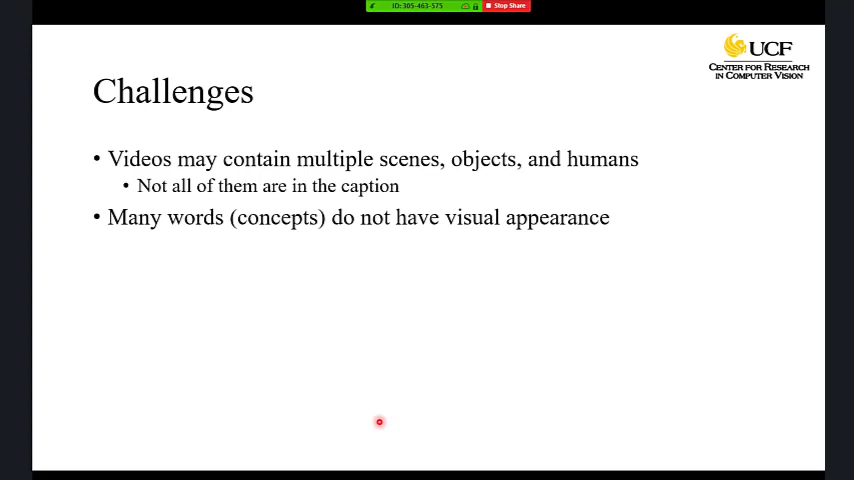 ID: 305-463-575 Stop Share
UCF
CENTER FOR RESEARCH
IN COMPUTER VISION
Challenges
• Videos may contain multiple scenes, objects, and humans
• Not all of them are in the caption
• Many words (concepts) do not have visual appearance